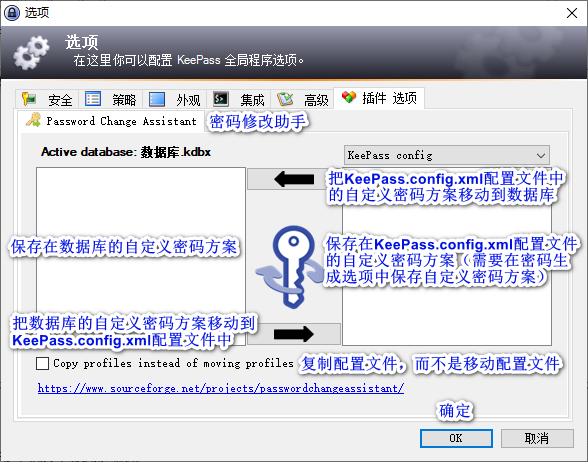 选项
选项
在这里你可以配置 KeePass 全局程序选项。
安全 策略 外观 集成 高级 插件 选项
Password Change Assistant 密码修改助手
Active database: 数据库.kdbx
KeePass config
把KeePass.config.xml配置文件中
的自定义密码方案移动到数据库
保存在数据库的自定义密码方案
保存在KeePass.config.xml配置文件
的自定义密码方案（需要在密码生
成选项中保存自定义密码方案）
把数据库的自定义密码方案移动到
KeePass.config.xml配置文件中
Copy profiles instead of moving profiles 复制配置文件，而不是移动配置文件
https://www.sourceforge.net/projects/passwordchangeassistant/
确定
OK 取消